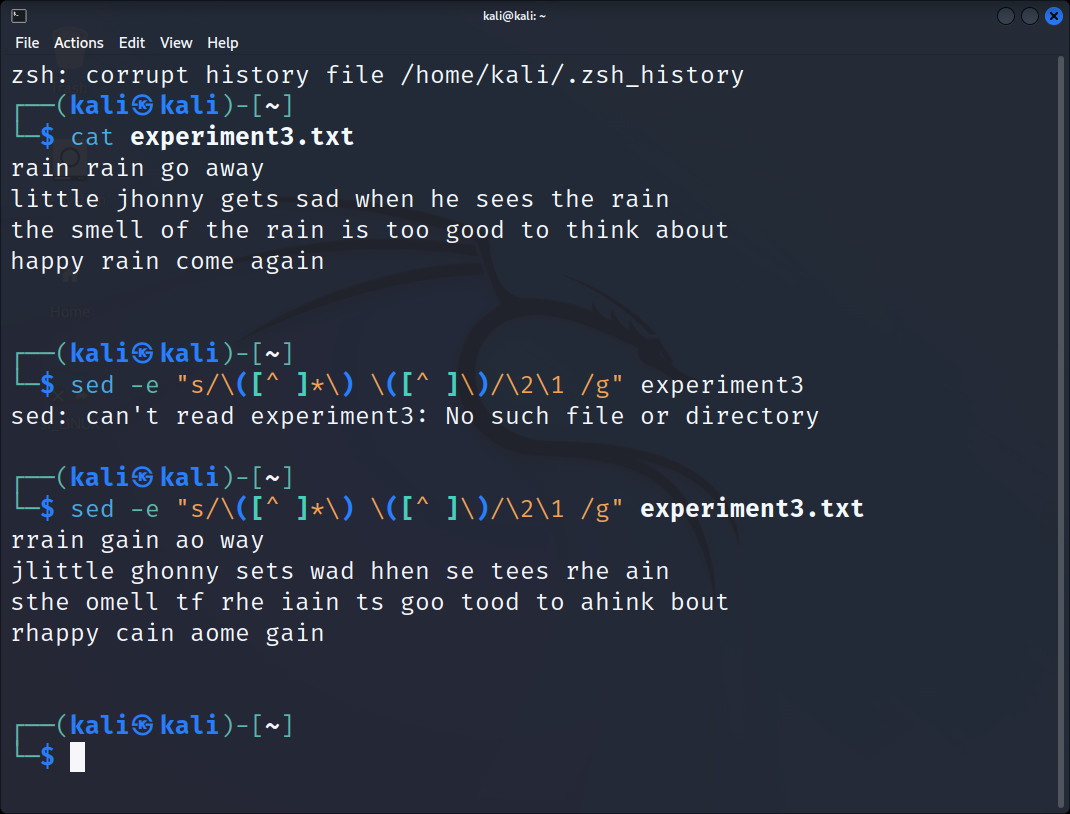 kali@kali: ~
File Actions Edit View Help
zsh: corrupt history file /home/kali/.zsh_history
┌──(kali㉿kali)-[~]
└─$ cat experiment3.txt
rain rain go away
little jhonny gets sad when he sees the rain
the smell of the rain is too good to think about
happy rain come again
Home
┌──(kali㉿kali)-[~]
└─$ sed -e "s/\([^ ]*\) \([^ ]\)/\2\1 /g" experiment3
sed: can't read experiment3: No such file or directory
┌──(kali㉿kali)-[~]
└─$ sed -e "s/\([^ ]*\) \([^ ]\)/\2\1 /g" experiment3.txt
rrain gain ao way
jlittle ghonny sets wad hhen se tees rhe ain
sthe omell tf rhe iain ts goo tood to ahink bout
rhappy cain aome gain
┌──(kali㉿kali)-[~]
└─$